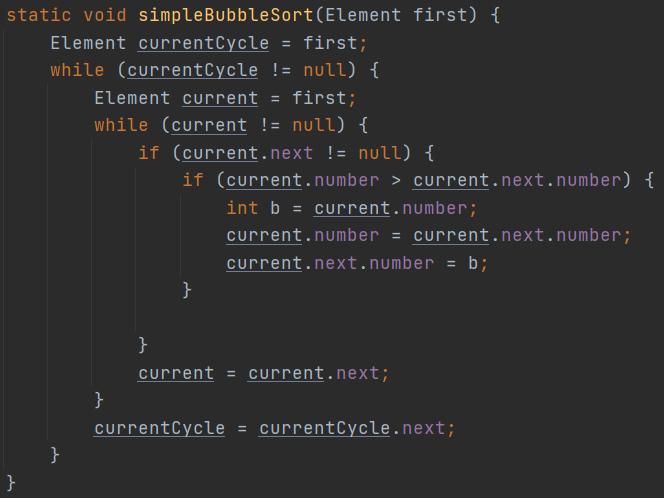 static void simpleBubbleSort(Element first) {
    Element currentCycle = first;
    while (currentCycle != null) {
        Element current = first;
        while (current != null) {
            if (current.next != null) {
                if (current.number > current.next.number) {
                    int b = current.number;
                    current.number = current.next.number;
                    current.next.number = b;
                }
            }
            current = current.next;
        }
        currentCycle = currentCycle.next;
    }
}